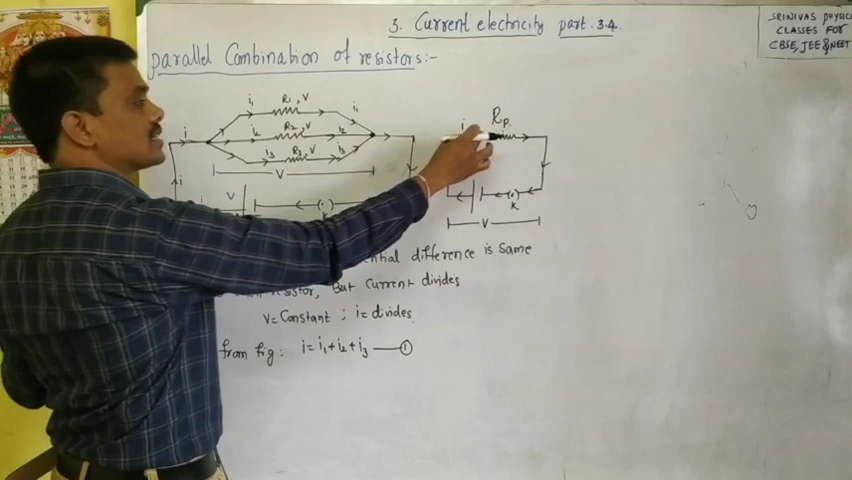 3. Current electricity part. 3.4.
SRINIVAS PHYSICS
CLASSES FOR
CBSE, JEE & NEET
parallel Combination of resistors:-
i₁ R₁, V i₁
i i₂ R₂, V i₂
i₃ R₃, V i₃
V
i V K
i Rp
K
V
difference is same
resistor, But current divides
V = Constant ; i = divides
from fig: i = i₁ + i₂ + i₃ —— ①